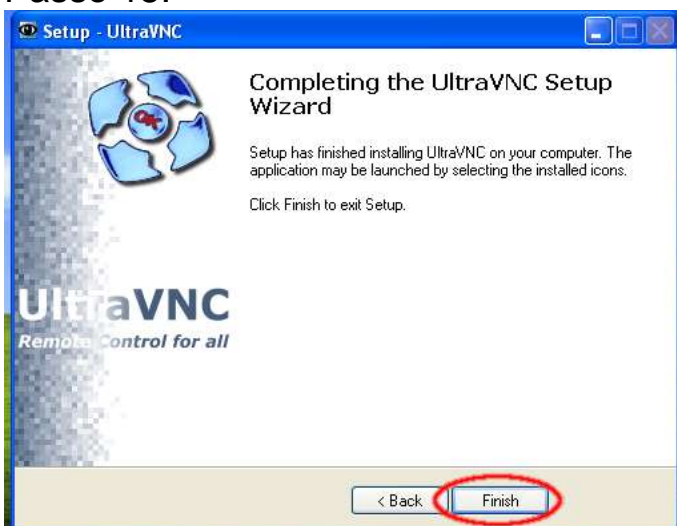 Setup - UltraVNC
OK
Completing the UltraVNC Setup
Wizard
Setup has finished installing UltraVNC on your computer. The
application may be launched by selecting the installed icons.
Click Finish to exit Setup.
UltraVNC
Remote Control for all
< Back
Finish